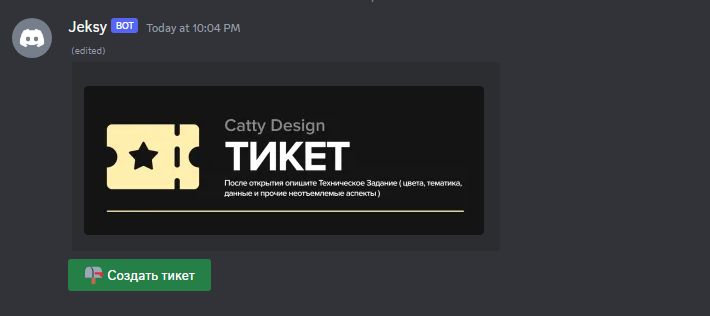 Jeksy BOT Today at 10:04 PM
(edited)
Catty Design
ТИКЕТ
После открытия опишите Техническое Задание ( цвета, тематика,
данные и прочие неотъемлемые аспекты )
Создать тикет